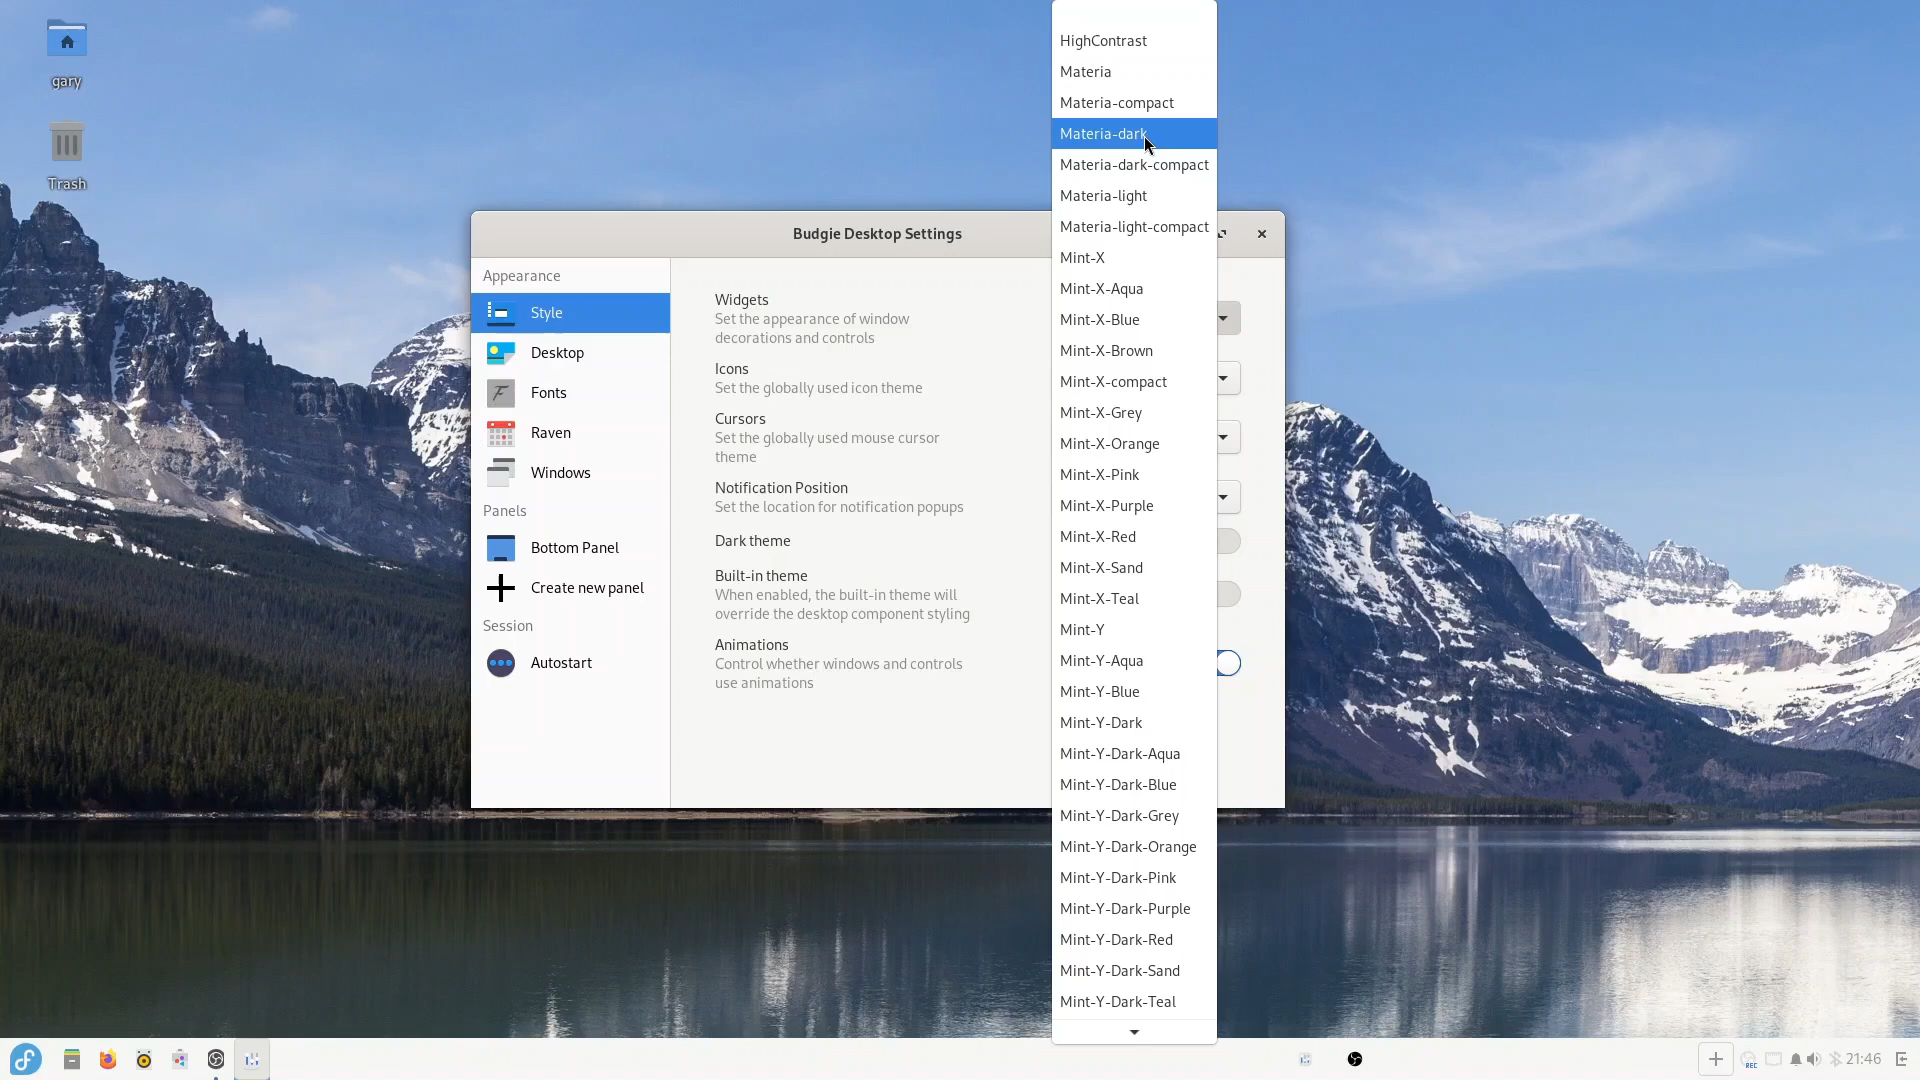 gary
Trash
Budgie Desktop Settings
Appearance
Style
Desktop
Fonts
Raven
Windows
Panels
Bottom Panel
Create new panel
Session
Autostart
Widgets
Set the appearance of window
decorations and controls
Icons
Set the globally used icon theme
Cursors
Set the globally used mouse cursor
theme
Notification Position
Set the location for notification popups
Dark theme
Built-in theme
When enabled, the built-in theme will
override the desktop component styling
Animations
Control whether windows and controls
use animations
HighContrast
Materia
Materia-compact
Materia-dark
Materia-dark-compact
Materia-light
Materia-light-compact
Mint-X
Mint-X-Aqua
Mint-X-Blue
Mint-X-Brown
Mint-X-compact
Mint-X-Grey
Mint-X-Orange
Mint-X-Pink
Mint-X-Purple
Mint-X-Red
Mint-X-Sand
Mint-X-Teal
Mint-Y
Mint-Y-Aqua
Mint-Y-Blue
Mint-Y-Dark
Mint-Y-Dark-Aqua
Mint-Y-Dark-Blue
Mint-Y-Dark-Grey
Mint-Y-Dark-Orange
Mint-Y-Dark-Pink
Mint-Y-Dark-Purple
Mint-Y-Dark-Red
Mint-Y-Dark-Sand
Mint-Y-Dark-Teal
REC
21:46